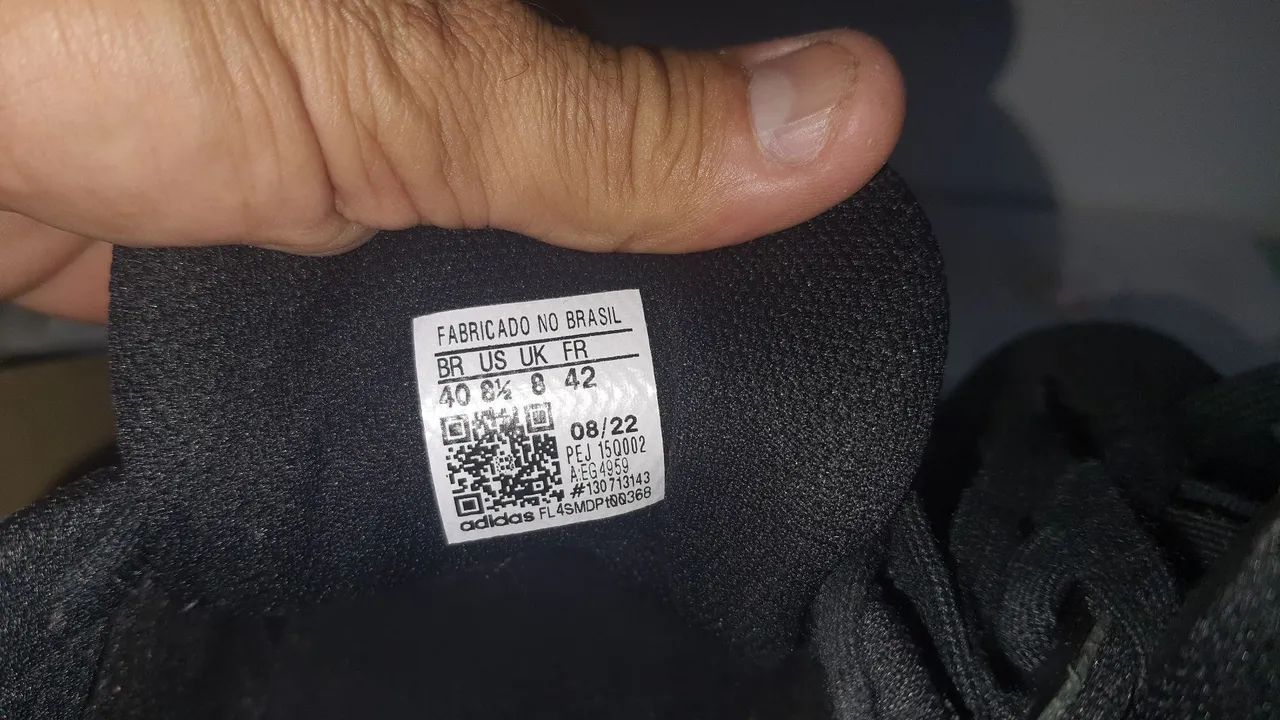 FABRICADO NO BRASIL
BR US UK FR
40 8½ 8 42
08/22
PEJ 15Q002
A:EG4959
#130713143
adidas FL4SMDPt00368